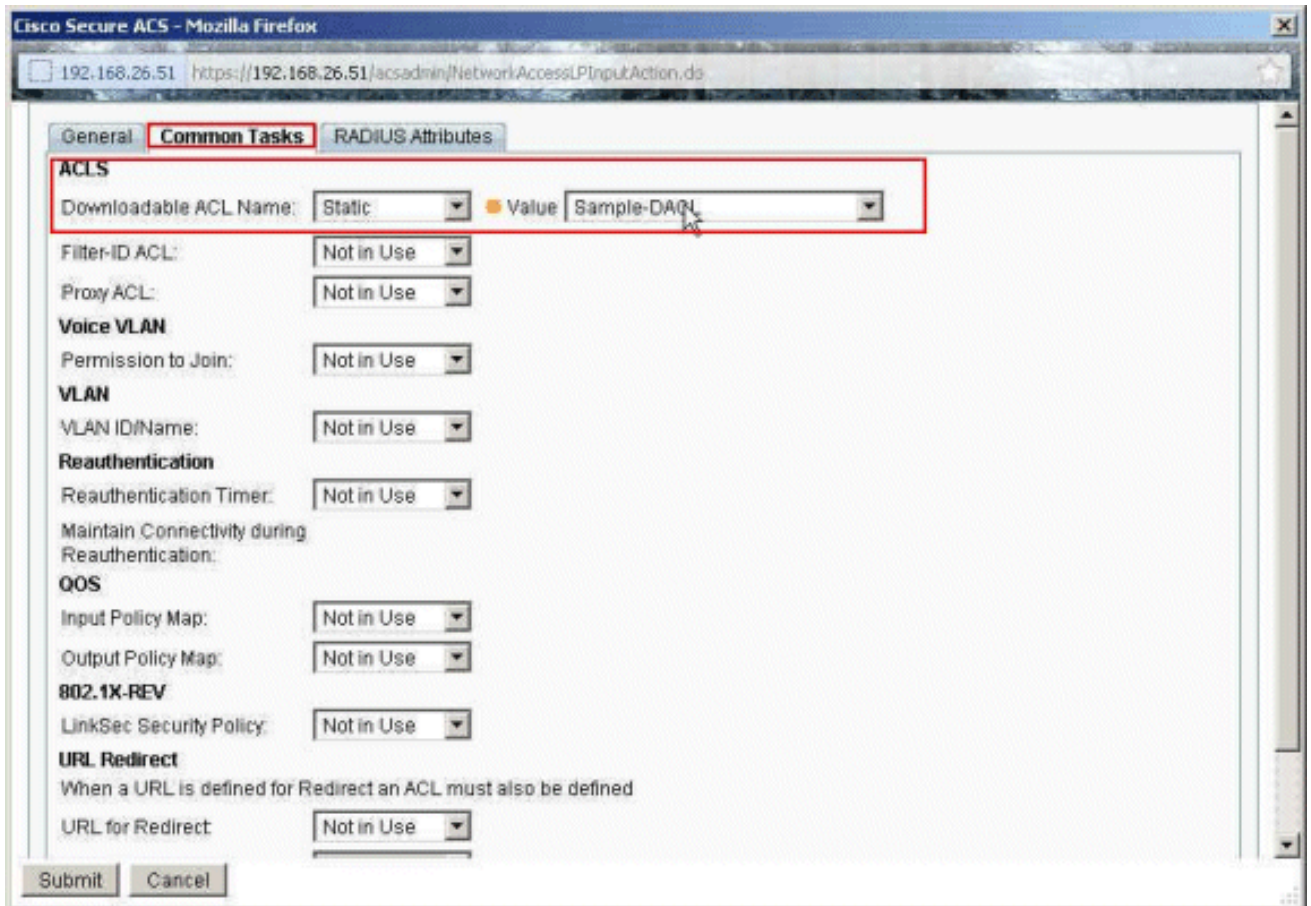 Cisco Secure ACS - Mozilla Firefox
192.168.26.51 https://192.168.26.51/acsadmin/NetworkAccessLPInputAction.do
General Common Tasks RADIUS Attributes
ACLS
Downloadable ACL Name: Static Value Sample-DACL
Filter-ID ACL: Not in Use
Proxy ACL: Not in Use
Voice VLAN
Permission to Join: Not in Use
VLAN
VLAN ID/Name: Not in Use
Reauthentication
Reauthentication Timer: Not in Use
Maintain Connectivity during
Reauthentication:
QOS
Input Policy Map: Not in Use
Output Policy Map: Not in Use
802.1X-REV
LinkSec Security Policy: Not in Use
URL Redirect
When a URL is defined for Redirect an ACL must also be defined
URL for Redirect Not in Use
Submit Cancel